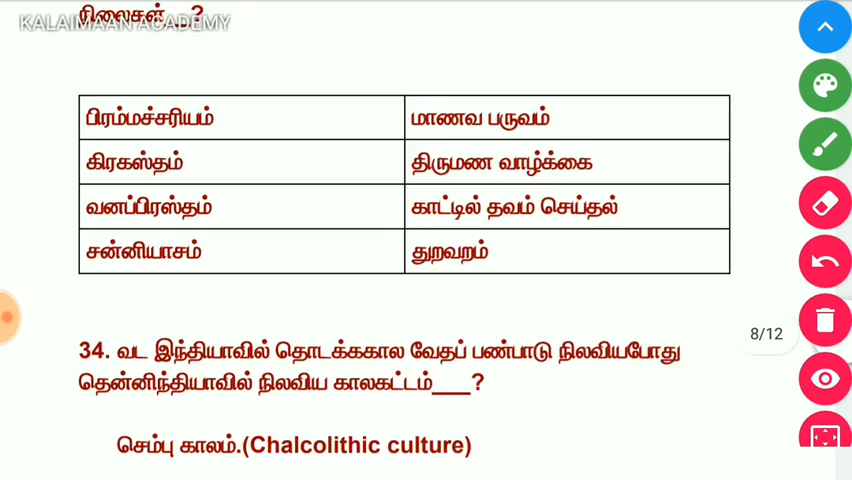 நிலைகள்___?
KALAIMAAN ACADEMY
பிரம்மச்சரியம் மாணவ பருவம்
கிரகஸ்தம் திருமண வாழ்க்கை
வனப்பிரஸ்தம் காட்டில் தவம் செய்தல்
சன்னியாசம் துறவறம்
8/12
34. வட இந்தியாவில் தொடக்ககால வேதப் பண்பாடு நிலவியபோது
தென்னிந்தியாவில் நிலவிய காலகட்டம்___?
செம்பு காலம்.(Chalcolithic culture)